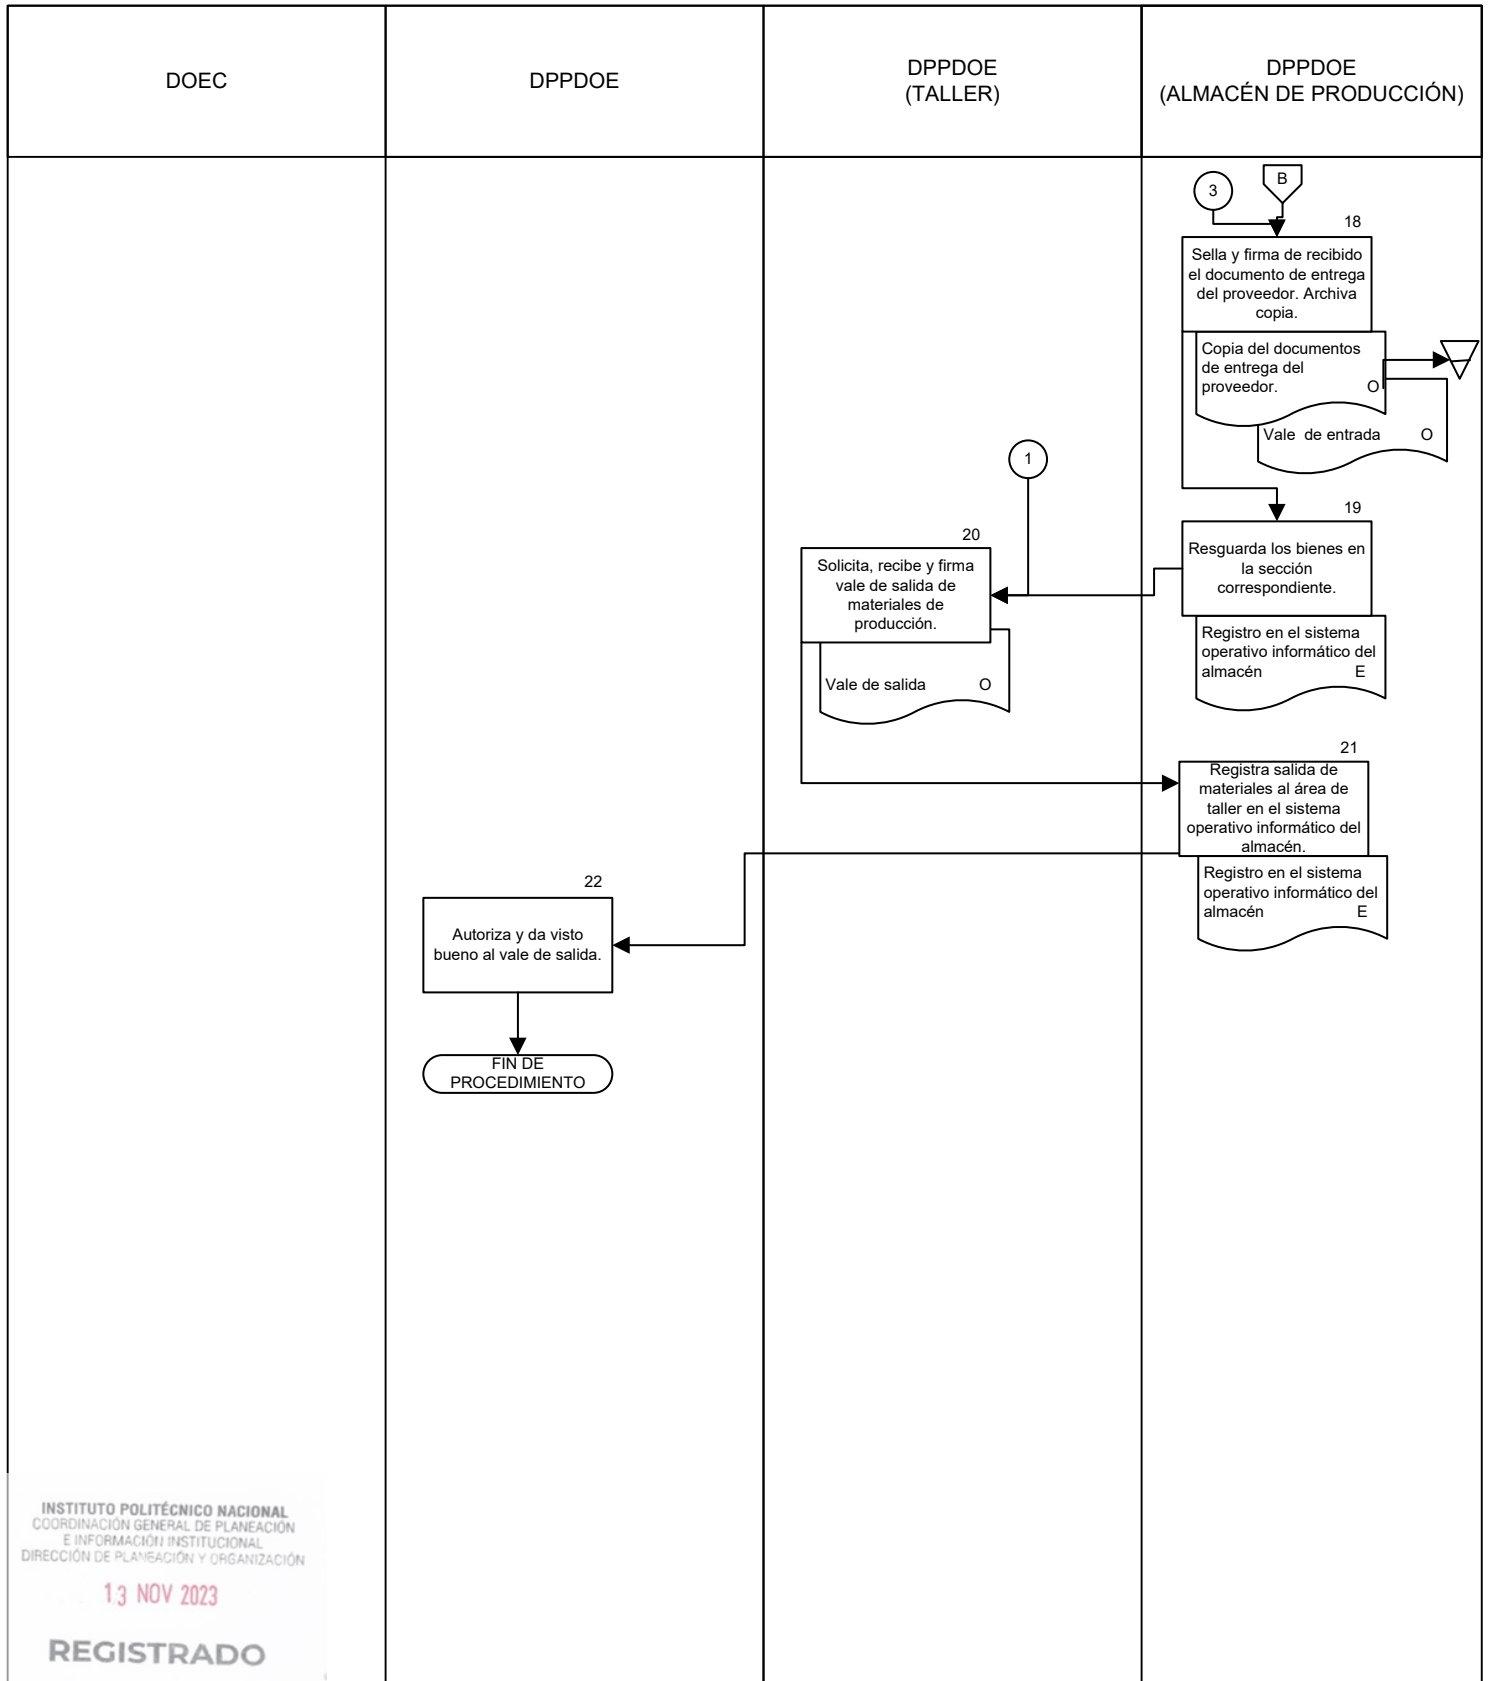 DOEC
DPPDOE
DPPDOE
(TALLER)
DPPDOE
(ALMACÉN DE PRODUCCIÓN)
3
B
18
Sella y firma de recibido
el documento de entrega
del proveedor. Archiva
copia.
Copia del documentos
de entrega del
proveedor. O
Vale de entrada O
1
19
Resguarda los bienes en
la sección
correspondiente.
Registro en el sistema
operativo informático del
almacén E
20
Solicita, recibe y firma
vale de salida de
materiales de
producción.
Vale de salida O
21
Registra salida de
materiales al área de
taller en el sistema
operativo informático del
almacén.
Registro en el sistema
operativo informático del
almacén E
22
Autoriza y da visto
bueno al vale de salida.
FIN DE
PROCEDIMIENTO
INSTITUTO POLITÉCNICO NACIONAL
COORDINACIÓN GENERAL DE PLANEACIÓN
E INFORMACIÓN INSTITUCIONAL
DIRECCIÓN DE PLANEACIÓN Y ORGANIZACIÓN
13 NOV 2023
REGISTRADO